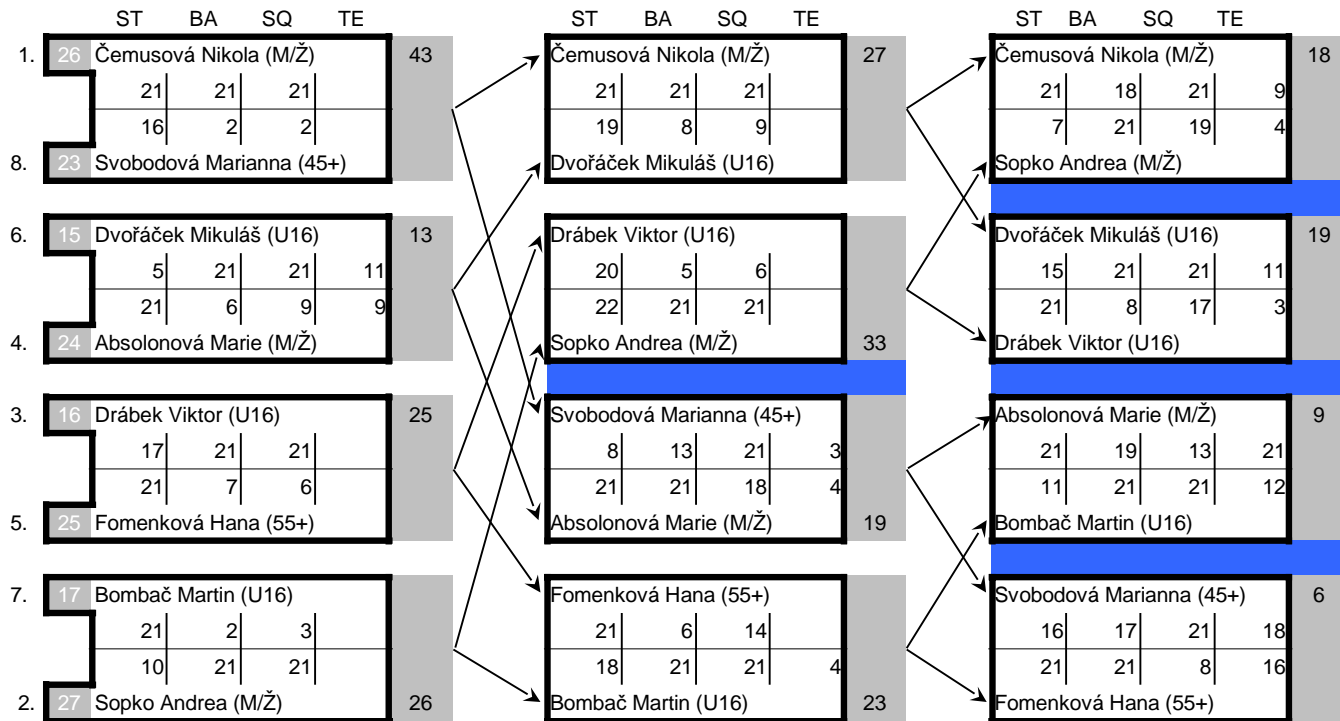 ST BA SQ TE ST BA SQ TE ST BA SQ TE
1. 26 Čemusová Nikola (M/Ž) 43 Čemusová Nikola (M/Ž) 27 Čemusová Nikola (M/Ž) 18
21 21 21 21 21 21 21 18 21 9
16 2 2 19 8 9 7 21 19 4
8. 23 Svobodová Marianna (45+) Dvořáček Mikuláš (U16) Sopko Andrea (M/Ž)
6. 15 Dvořáček Mikuláš (U16) 13 Drábek Viktor (U16) Dvořáček Mikuláš (U16) 19
5 21 21 11 20 5 6 15 21 21 11
21 6 9 9 22 21 21 21 8 17 3
4. 24 Absolonová Marie (M/Ž) Sopko Andrea (M/Ž) 33 Drábek Viktor (U16)
3. 16 Drábek Viktor (U16) 25 Svobodová Marianna (45+) Absolonová Marie (M/Ž) 9
17 21 21 8 13 21 3 21 19 13 21
21 7 6 21 21 18 4 11 21 21 12
5. 25 Fomenková Hana (55+) Absolonová Marie (M/Ž) 19 Bombač Martin (U16)
7. 17 Bombač Martin (U16) Fomenková Hana (55+) Svobodová Marianna (45+) 6
21 2 3 21 6 14 16 17 21 18
10 21 21 18 21 21 4 21 21 8 16
2. 27 Sopko Andrea (M/Ž) 26 Bombač Martin (U16) 23 Fomenková Hana (55+)